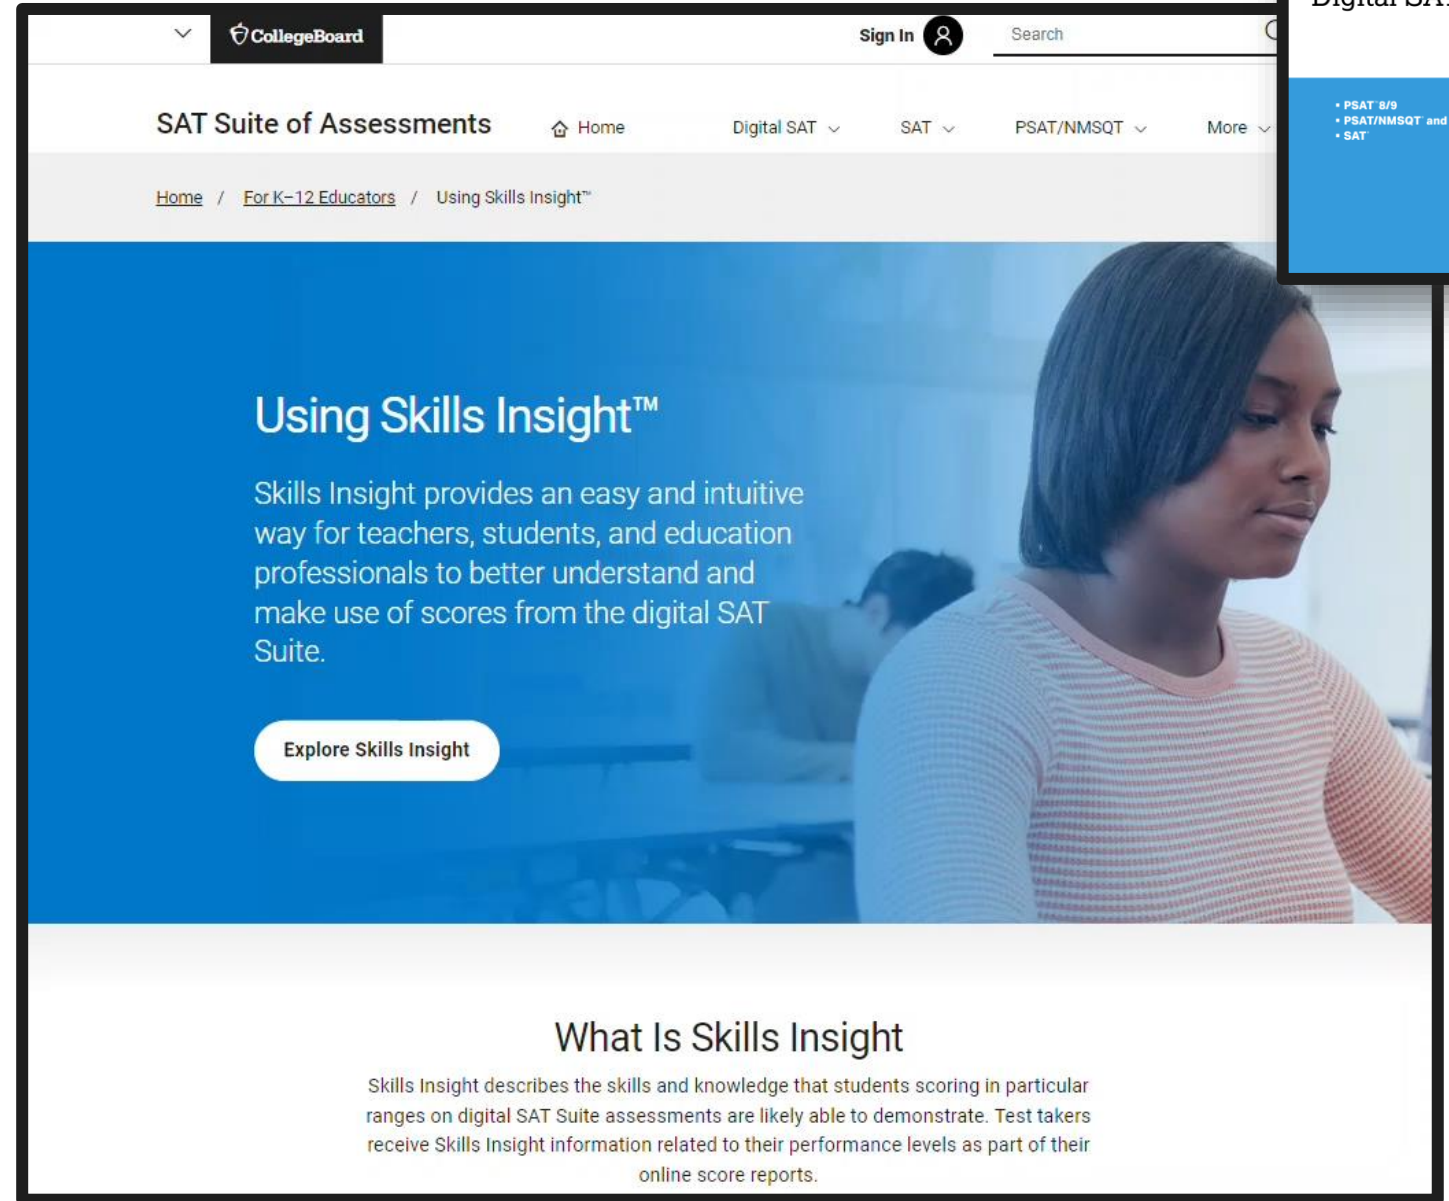 CollegeBoard
Sign In
Search
SAT Suite of Assessments
Home
Digital SAT
SAT
PSAT/NMSQT
More
Home / For K–12 Educators / Using Skills Insight™
Using Skills Insight™
Skills Insight provides an easy and intuitive
way for teachers, students, and education
professionals to better understand and
make use of scores from the digital SAT
Suite.
Explore Skills Insight
What Is Skills Insight
Skills Insight describes the skills and knowledge that students scoring in particular
ranges on digital SAT Suite assessments are likely able to demonstrate. Test takers
receive Skills Insight information related to their performance levels as part of their
online score reports.
Digital SA
• PSAT™ 8/9
• PSAT/NMSQT® and
• SAT®